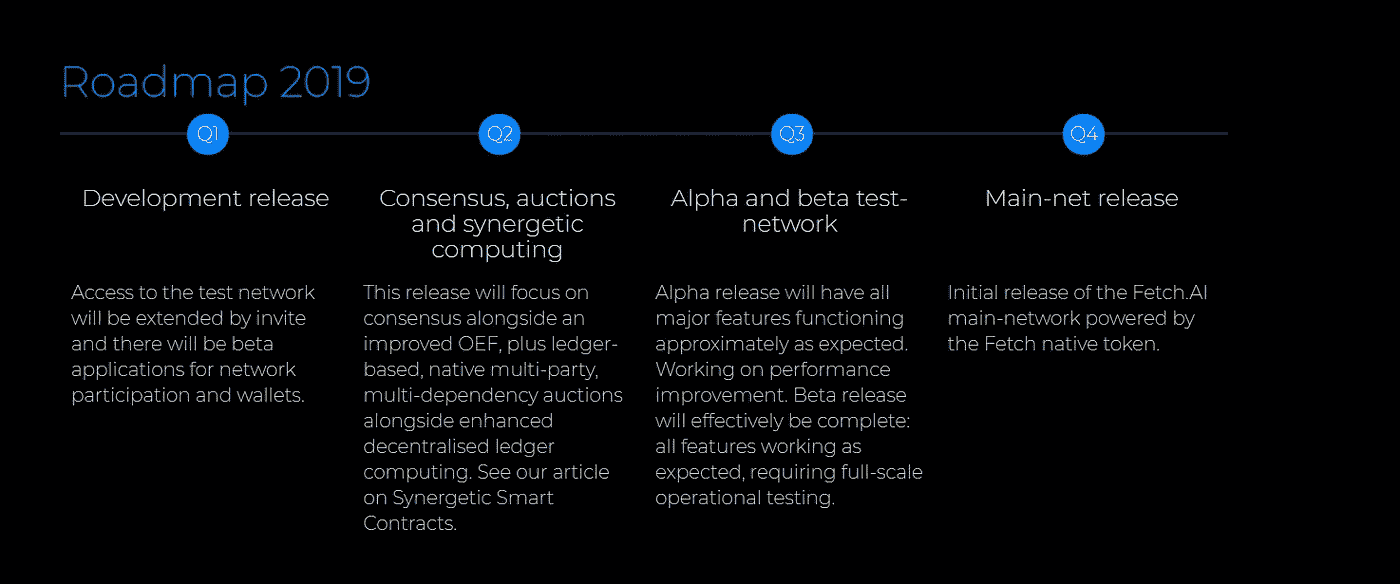 Roadmap 2019
Q1
Q2
Q3
Q4
Development release
Access to the test network
will be extended by invite
and there will be beta
applications for network
participation and wallets.
Consensus, auctions
and synergetic
computing
This release will focus on
consensus alongside an
improved OEF, plus ledger-
based, native multi-party,
multi-dependency auctions
alongside enhanced
decentralised ledger
computing. See our article
on Synergetic Smart
Contracts.
Alpha and beta test-
network
Alpha release will have all
major features functioning
approximately as expected.
Working on performance
improvement. Beta release
will effectively be complete:
all features working as
expected, requiring full-scale
operational testing.
Main-net release
Initial release of the Fetch.AI
main-network powered by
the Fetch native token.